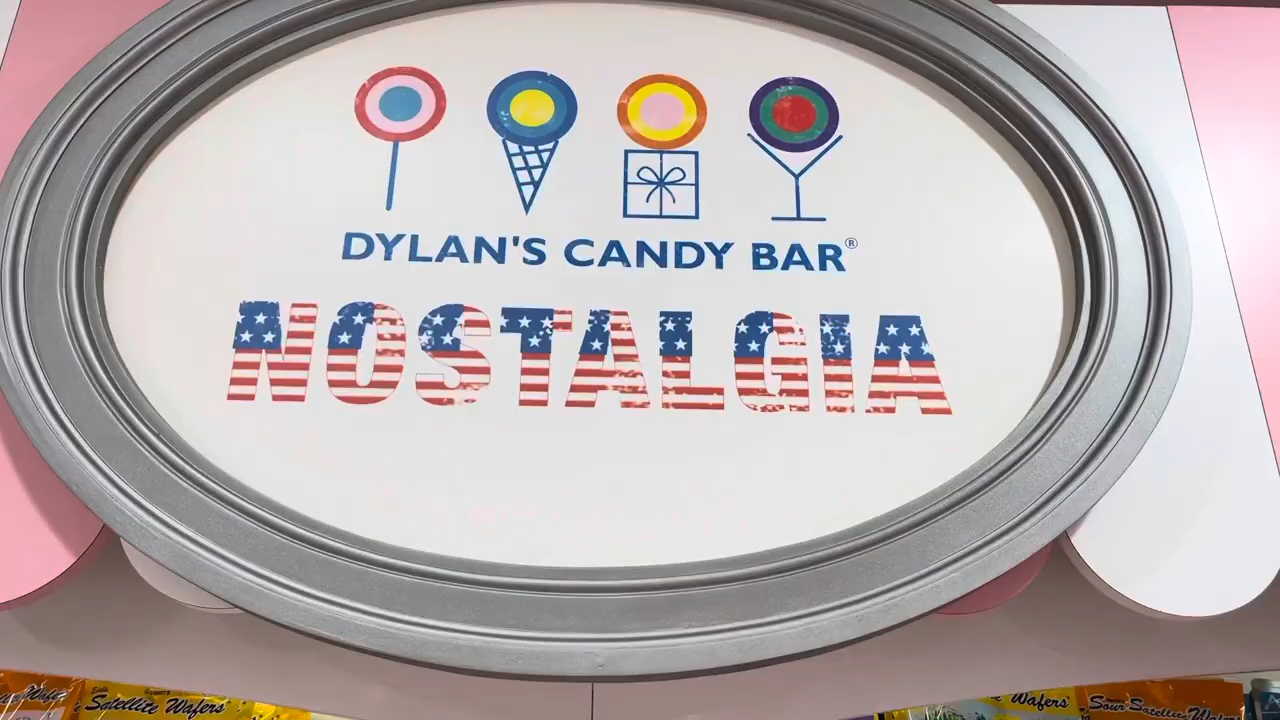 DYLAN'S CANDY BAR®
NOSTALGIA
Satellite Wafers
Wafers
Sour Satellite Wafers